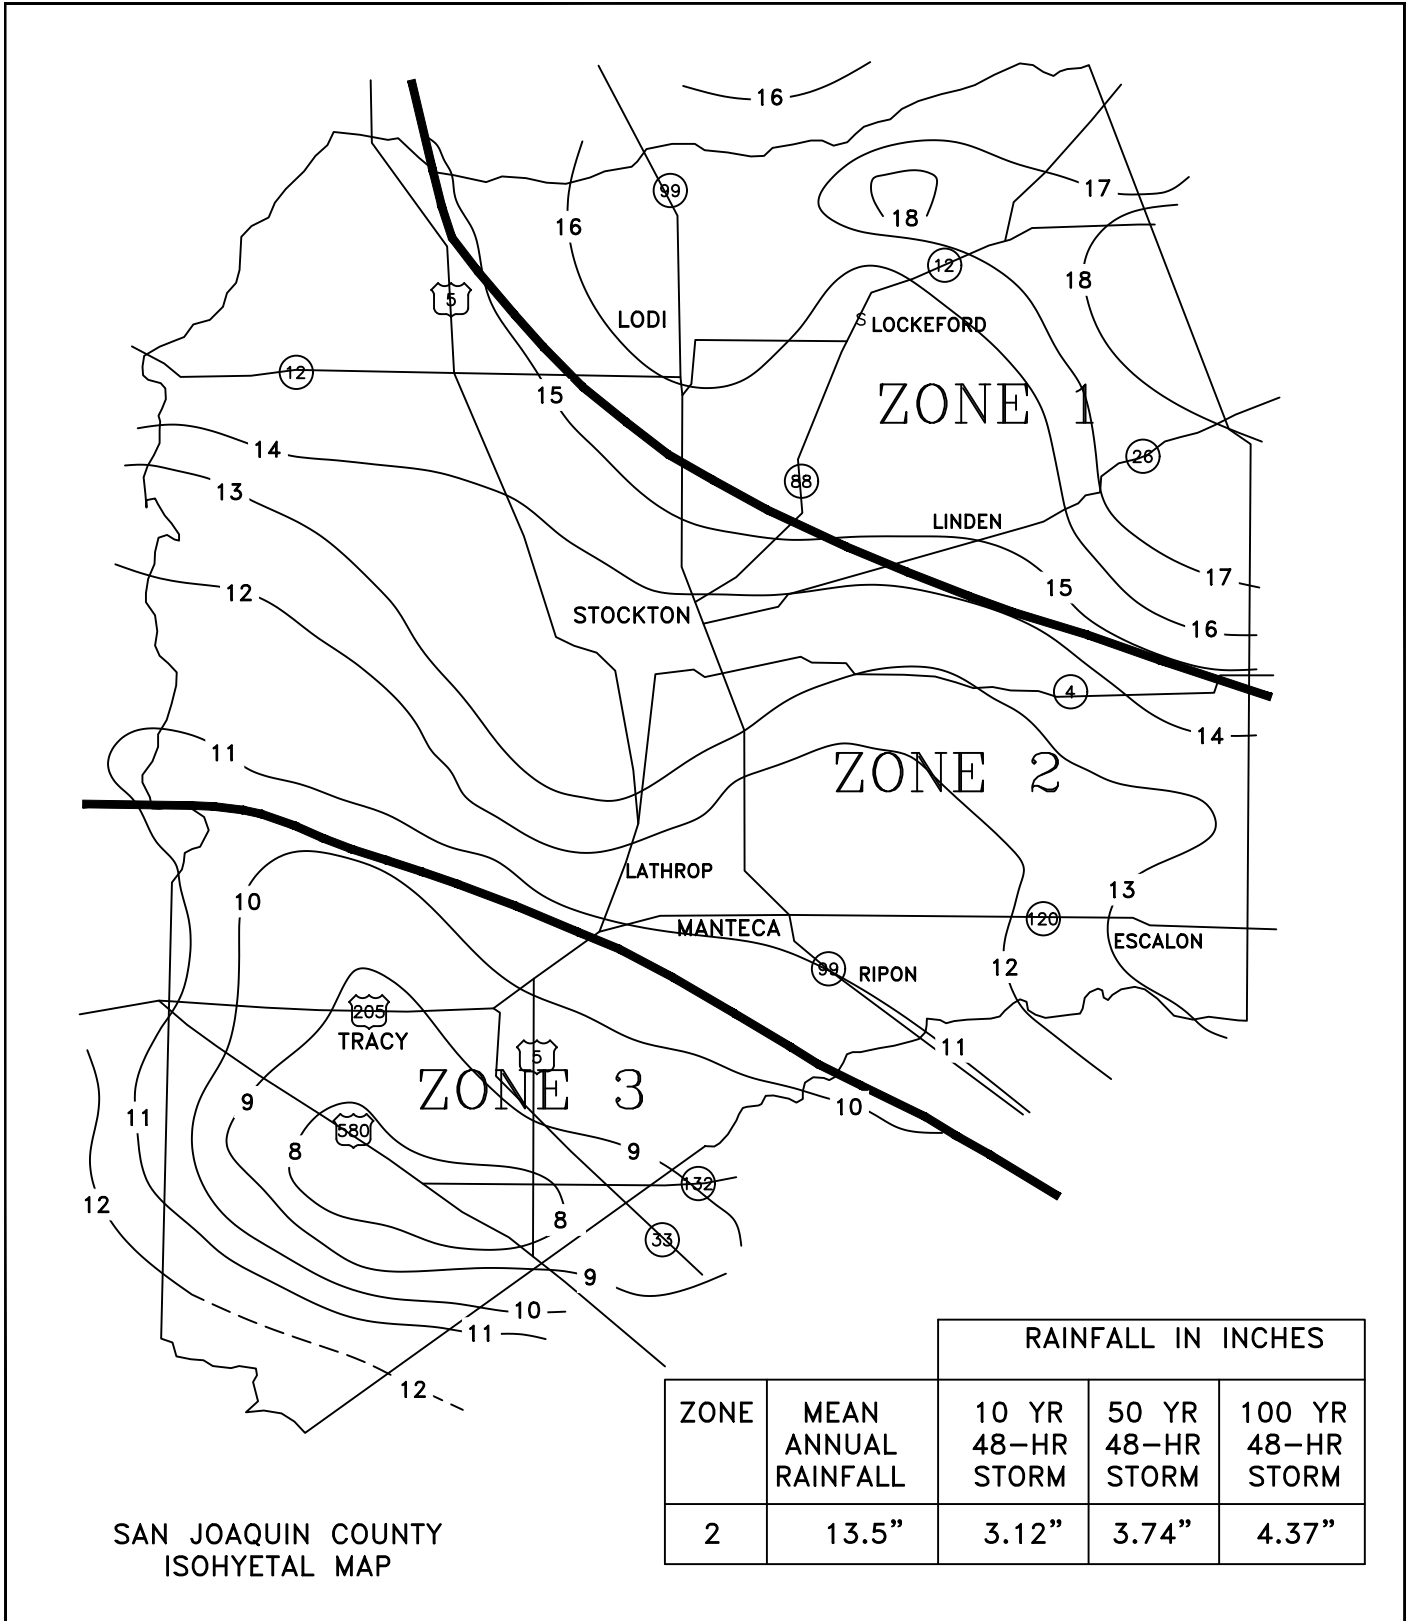 16
99
17
16
18
12
18
5
LODI
S LOCKEFORD
12
15
ZONE 1
14
26
88
13
LINDEN
17
15
12
STOCKTON
16
4
14
11
ZONE 2
LATHROP
13
10
120
MANTECA
ESCALON
12
99
RIPON
205
TRACY
11
5
ZONE 3
9
10
11
580
8
9
132
12
8
33
9
10
11
12
RAINFALL IN INCHES
ZONE
MEAN ANNUAL RAINFALL
10 YR 48-HR STORM
50 YR 48-HR STORM
100 YR 48-HR STORM
2 13.5" 3.12" 3.74" 4.37"
SAN JOAQUIN COUNTY
ISOHYETAL MAP